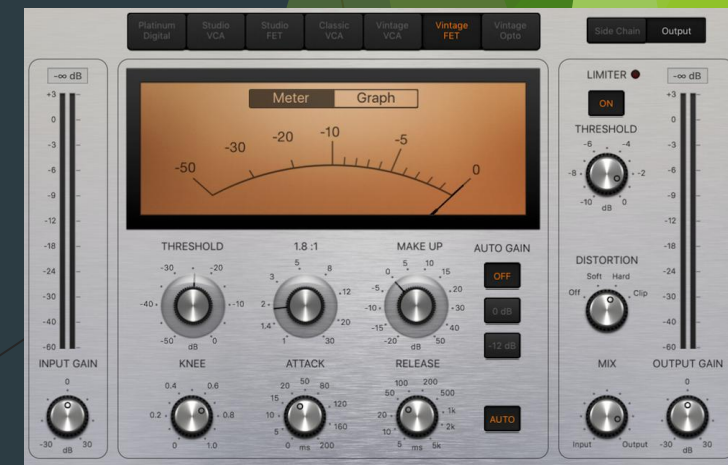 Platinum Digital
Studio VCA
Studio FET
Classic VCA
Vintage VCA
Vintage FET
Vintage Opto
Side Chain
Output
-∞ dB
+3
0
-3
-6
-9
-12
-18
-24
-30
-40
-60
INPUT GAIN
0
-30 30
dB
Meter
Graph
-50 -30 -20 -10 -5 0
THRESHOLD
-30 -20
-40 -10
-50 0
dB
1.8 :1
5
3 8
2 12
1.4 20
1 30
MAKE UP
5 10
0 15
-5 20
-10 30
-15 40
-20 50
dB
AUTO GAIN
OFF
0 dB
-12 dB
KNEE
0.4 0.6
0.2 0.8
0 1.0
ATTACK
50
20 80
15
10 120
5 160
0 ms 200
RELEASE
100 200
50 500
20 1k
10 2k
5 ms 5k
AUTO
LIMITER
ON
THRESHOLD
-6 -4
-8 -2
-10 0
dB
DISTORTION
Soft Hard
Off Clip
MIX
Input Output
-∞ dB
+3
0
-3
-6
-9
-12
-18
-24
-30
-40
-60
OUTPUT GAIN
0
-30 30
dB